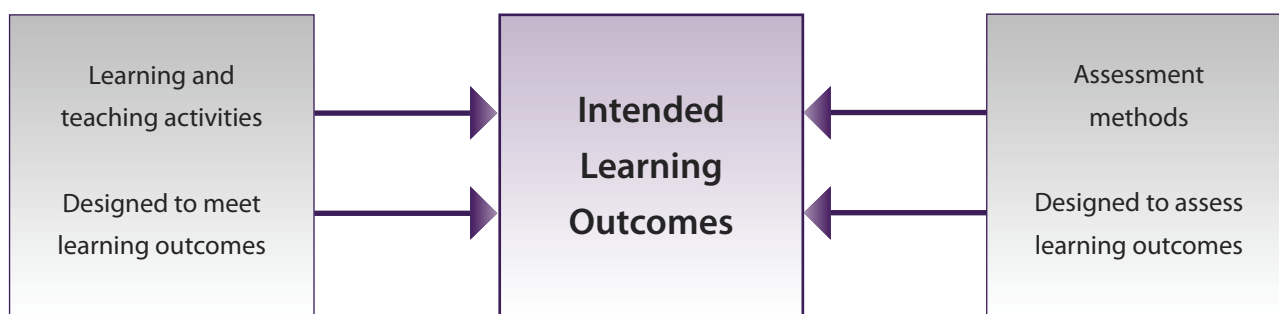 Learning and
teaching activities
Designed to meet
learning outcomes
Intended
Learning
Outcomes
Assessment
methods
Designed to assess
learning outcomes